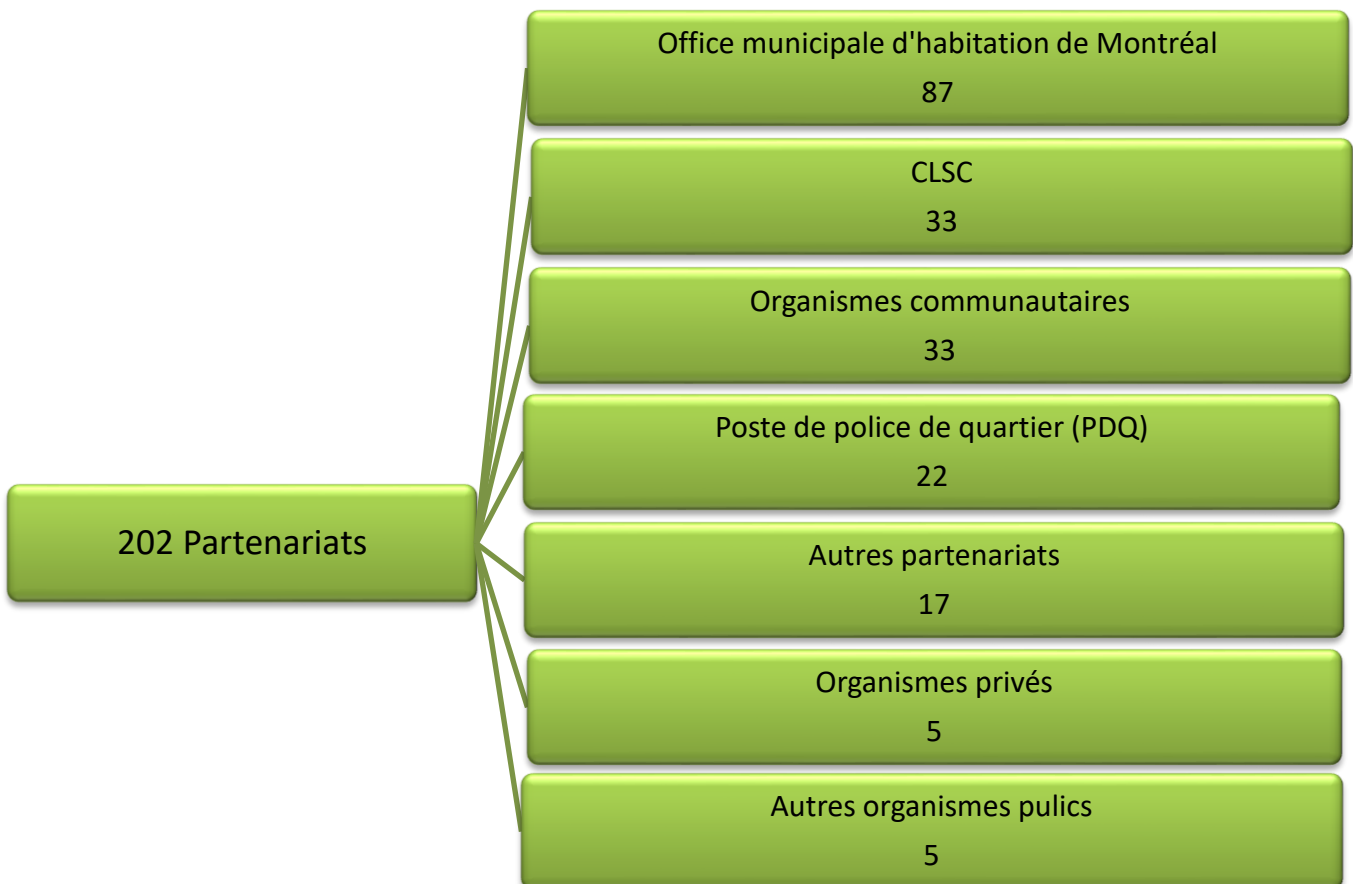 Office municipale d'habitation de Montréal
87
CLSC
33
Organismes communautaires
33
Poste de police de quartier (PDQ)
22
202 Partenariats
Autres partenariats
17
Organismes privés
5
Autres organismes pulics
5